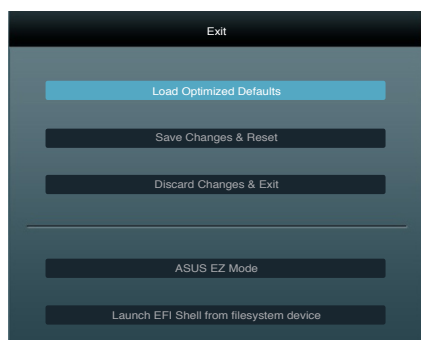 Exit
Load Optimized Defaults
Save Changes & Reset
Discard Changes & Exit
ASUS EZ Mode
Launch EFI Shell from filesystem device